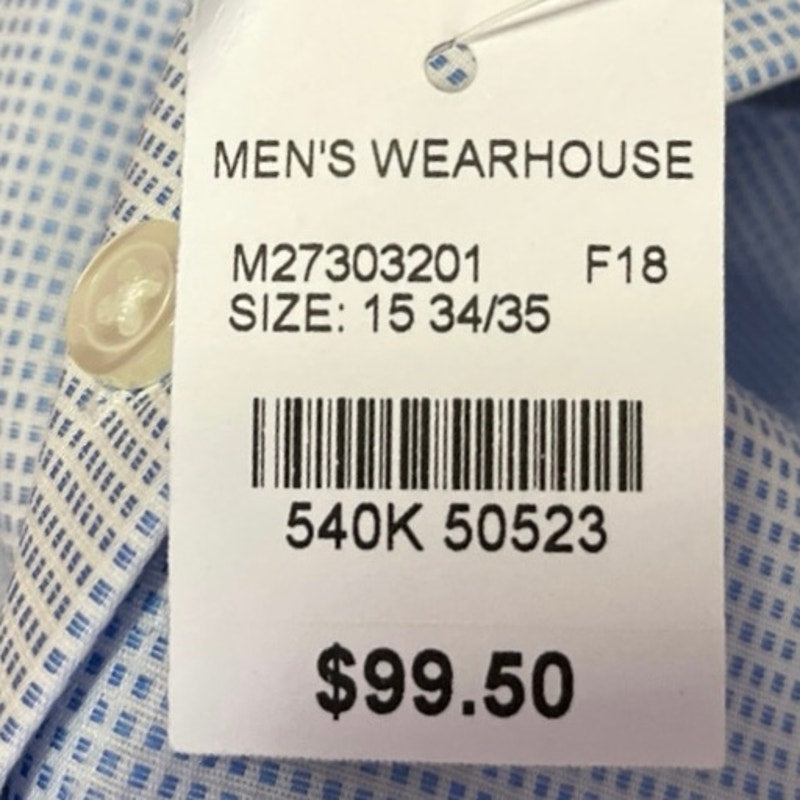 MEN'S WEARHOUSE
M27303201 F18
SIZE: 15 34/35
540K 50523
$99.50